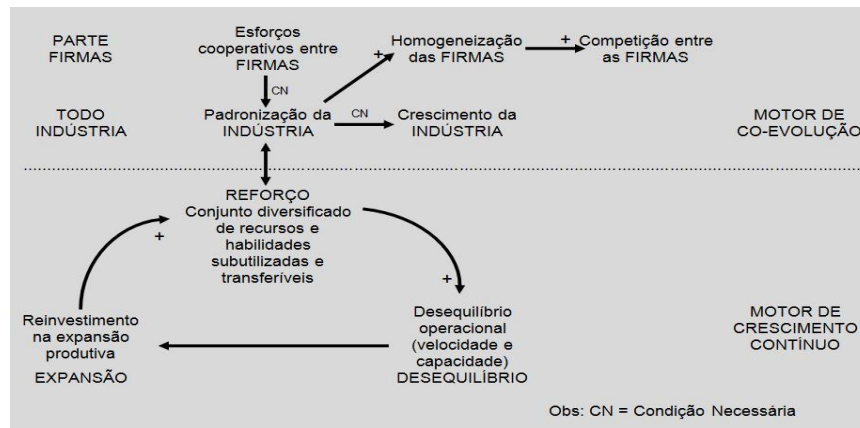 PARTE
FIRMAS
Esforços
cooperativos entre
FIRMAS
+
Homogeneização
das FIRMAS
+
Competição entre
as FIRMAS
CN
TODO
INDÚSTRIA
Padronização da
INDÚSTRIA
CN
Crescimento da
INDÚSTRIA
MOTOR DE
CO-EVOLUÇÃO
REFORÇO
Conjunto diversificado
de recursos e
habilidades
subutilizadas e
transferíveis
+
+
Reinvestimento
na expansão
produtiva
EXPANSÃO
Desequilíbrio
operacional
(velocidade e
capacidade)
DESEQUILÍBRIO
MOTOR DE
CRESCIMENTO
CONTÍNUO
Obs: CN = Condição Necessária